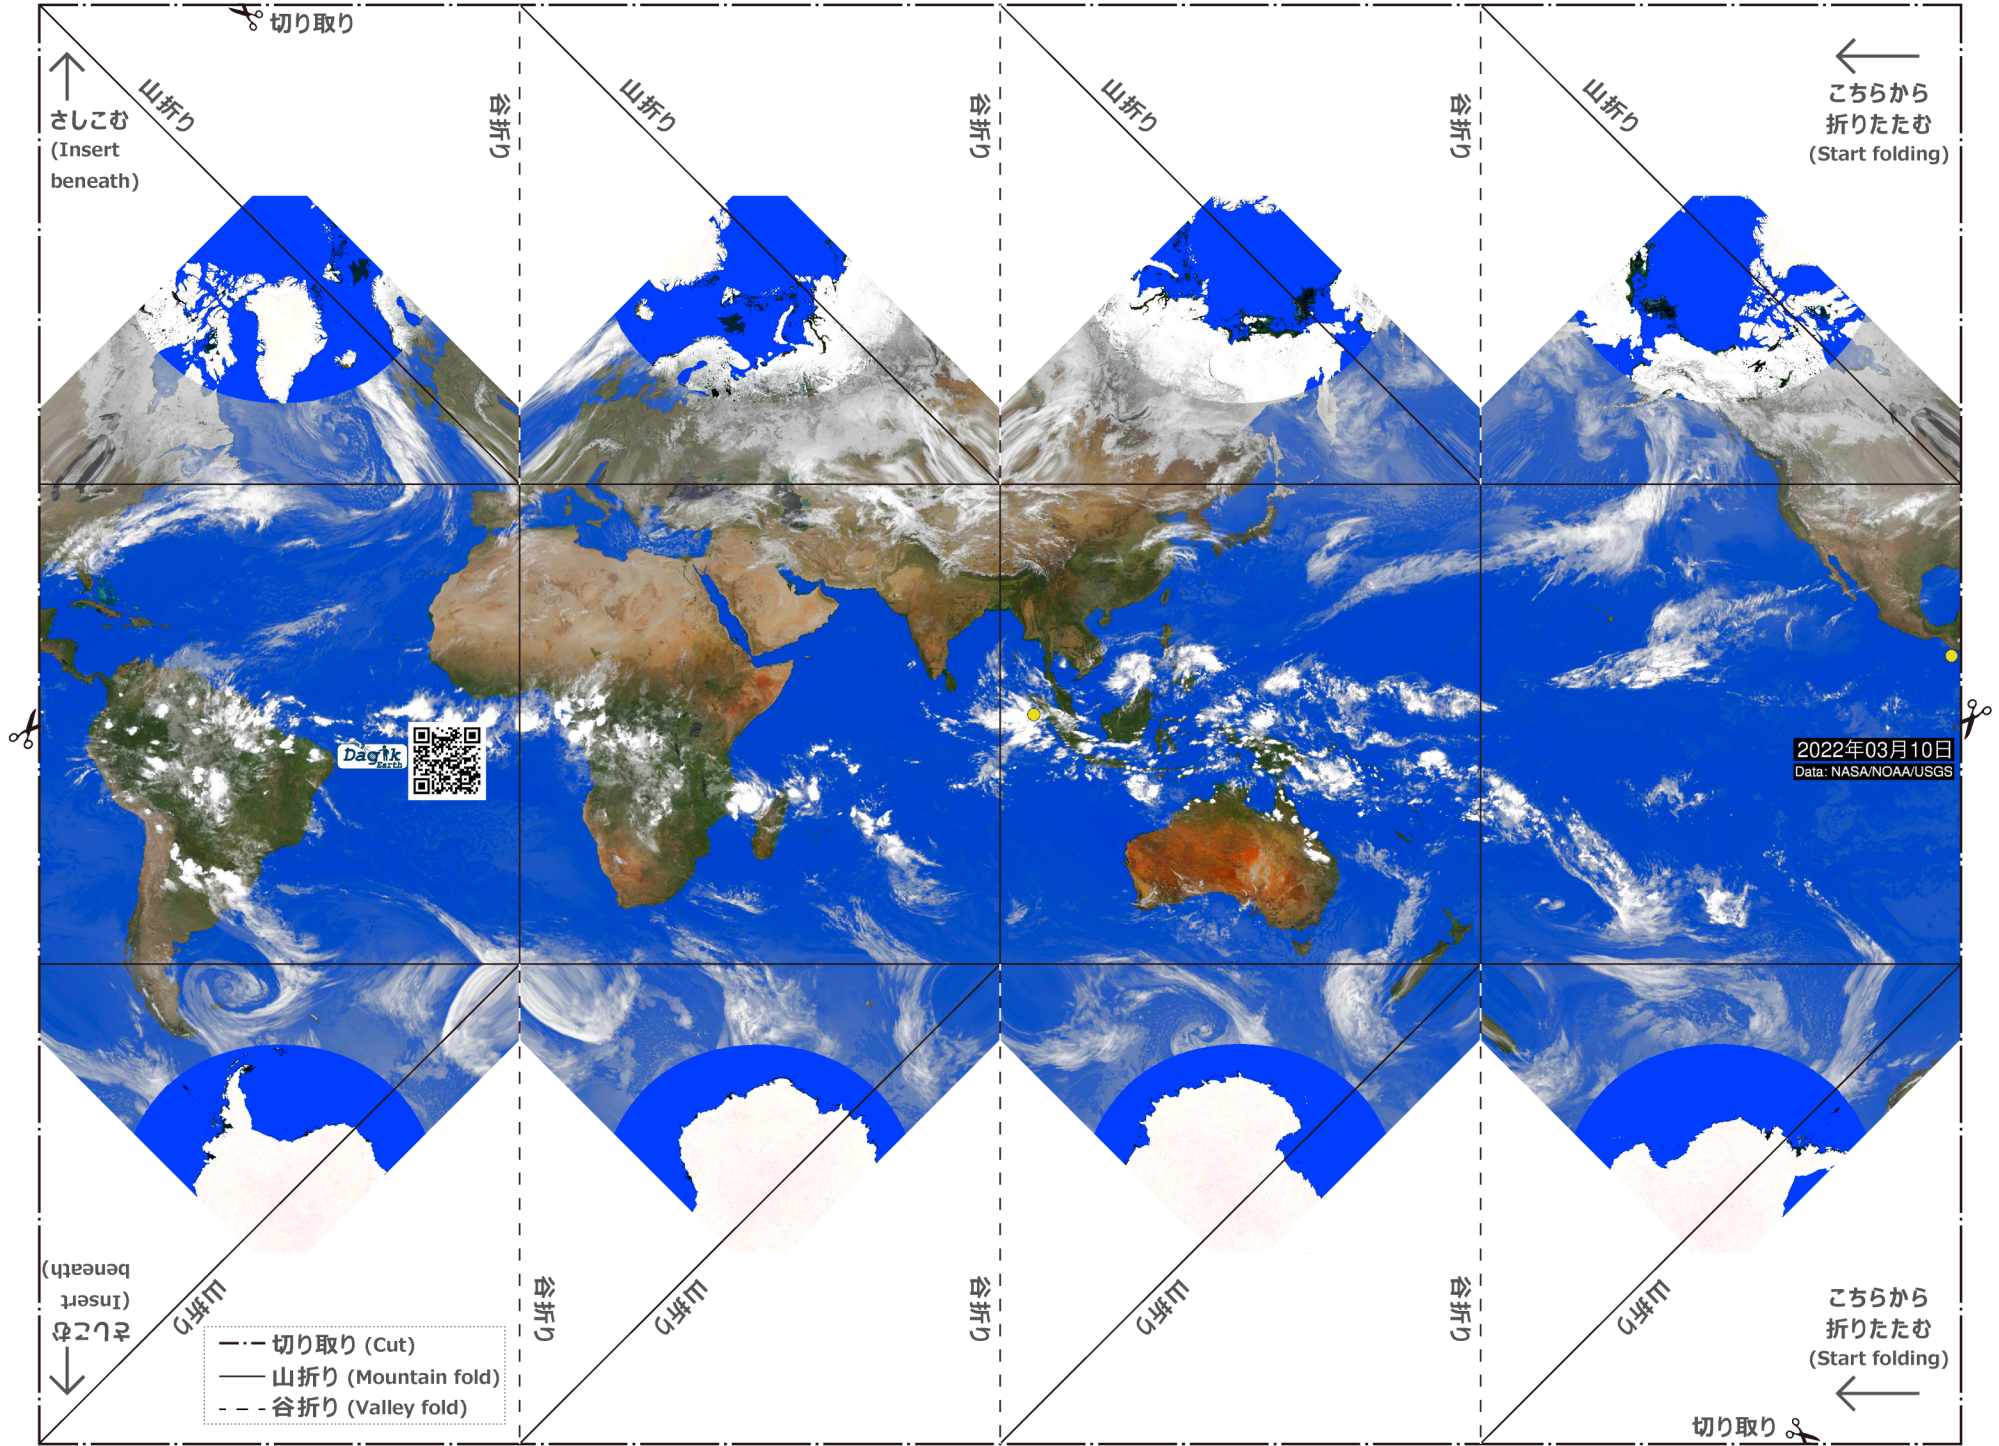 切り取り
さしこむ
(Insert
beneath)
山折り
谷折り
山折り
谷折り
山折り
谷折り
山折り
こちらから
折りたたむ
(Start folding)
Dagik
Earth
2022年03月10日
Data: NASA/NOAA/USGS
さしこむ
(Insert
beneath)
山折り
谷折り
山折り
谷折り
山折り
谷折り
山折り
こちらから
折りたたむ
(Start folding)
切り取り (Cut)
山折り (Mountain fold)
谷折り (Valley fold)
切り取り